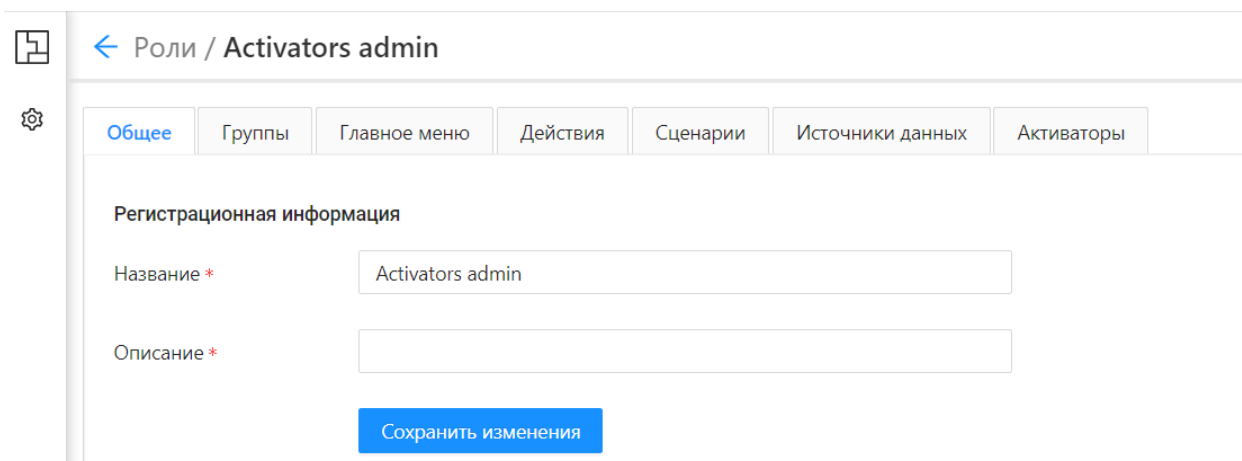 Роли / Activators admin
Общее Группы Главное меню Действия Сценарии Источники данных Активаторы
Регистрационная информация
Название * Activators admin
Описание *
Сохранить изменения